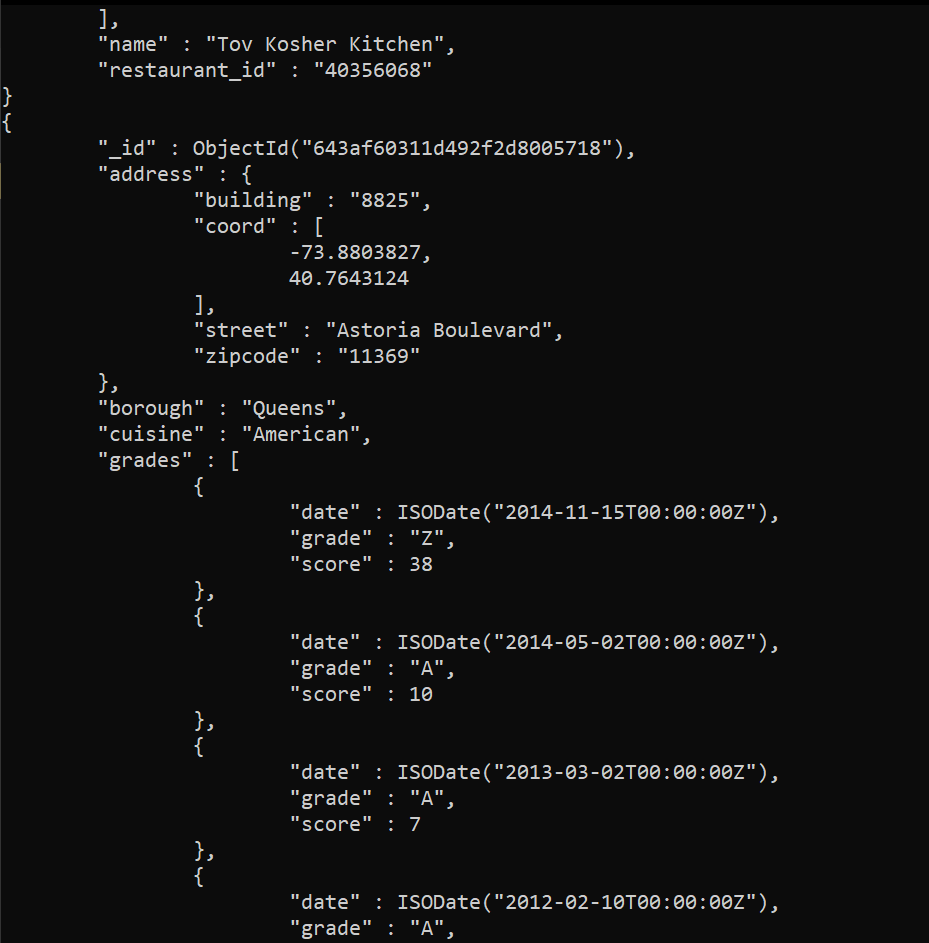 ],
"name" : "Tov Kosher Kitchen",
"restaurant_id" : "40356068"
}
{
"_id" : ObjectId("643af60311d492f2d8005718"),
"address" : {
"building" : "8825",
"coord" : [
-73.8803827,
40.7643124
],
"street" : "Astoria Boulevard",
"zipcode" : "11369"
},
"borough" : "Queens",
"cuisine" : "American",
"grades" : [
{
"date" : ISODate("2014-11-15T00:00:00Z"),
"grade" : "Z",
"score" : 38
},
{
"date" : ISODate("2014-05-02T00:00:00Z"),
"grade" : "A",
"score" : 10
},
{
"date" : ISODate("2013-03-02T00:00:00Z"),
"grade" : "A",
"score" : 7
},
{
"date" : ISODate("2012-02-10T00:00:00Z"),
"grade" : "A",